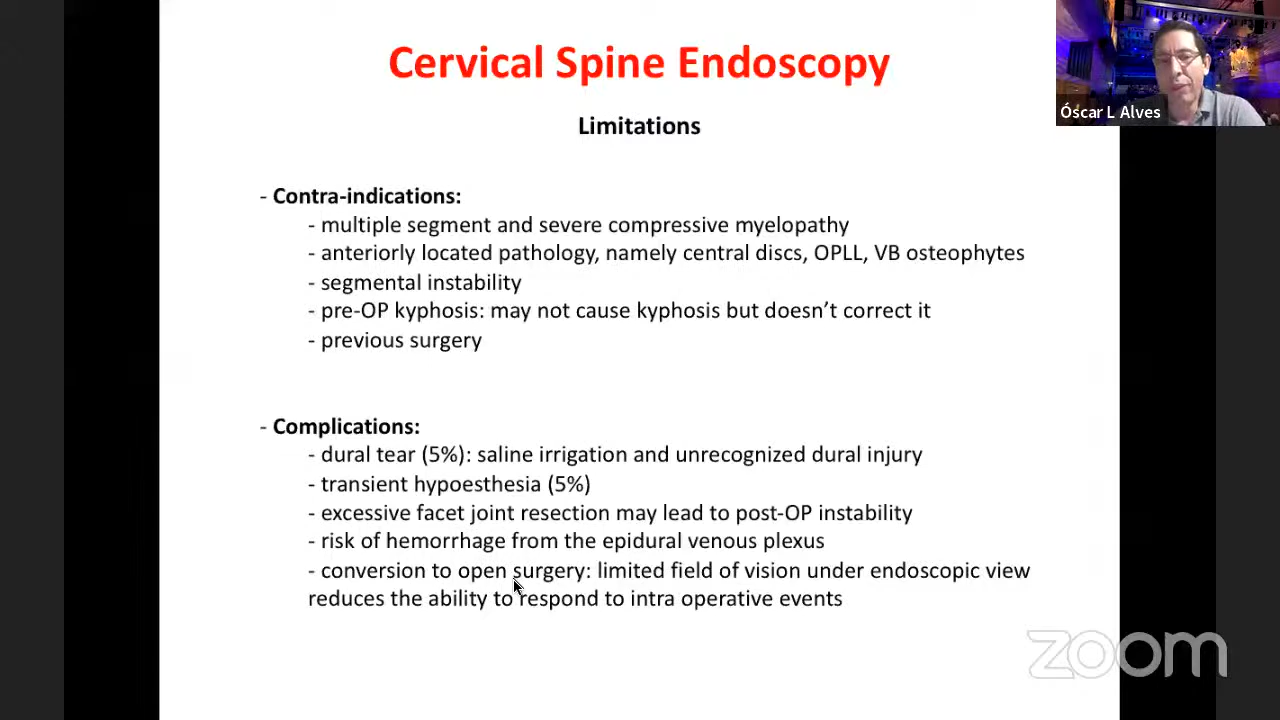 Cervical Spine Endoscopy
Óscar L Alves
Limitations
- Contra-indications:
- multiple segment and severe compressive myelopathy
- anteriorly located pathology, namely central discs, OPLL, VB osteophytes
- segmental instability
- pre-OP kyphosis: may not cause kyphosis but doesn’t correct it
- previous surgery
- Complications:
- dural tear (5%): saline irrigation and unrecognized dural injury
- transient hypoesthesia (5%)
- excessive facet joint resection may lead to post-OP instability
- risk of hemorrhage from the epidural venous plexus
- conversion to open surgery: limited field of vision under endoscopic view
reduces the ability to respond to intra operative events
zoom